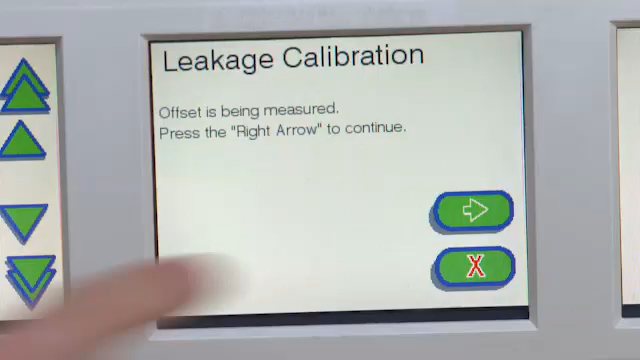 Leakage Calibration
Offset is being measured.
Press the "Right Arrow" to continue.
X